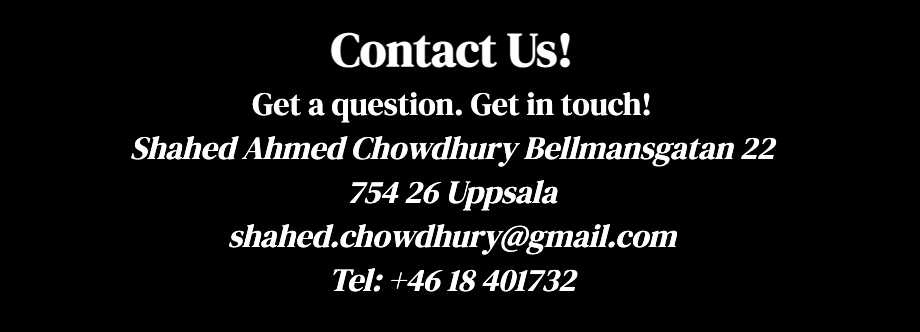 Contact Us!
Get a question. Get in touch!
Shahed Ahmed Chowdhury Bellmansgatan 22
754 26 Uppsala
shahed.chowdhury@gmail.com
Tel: +46 18 401732